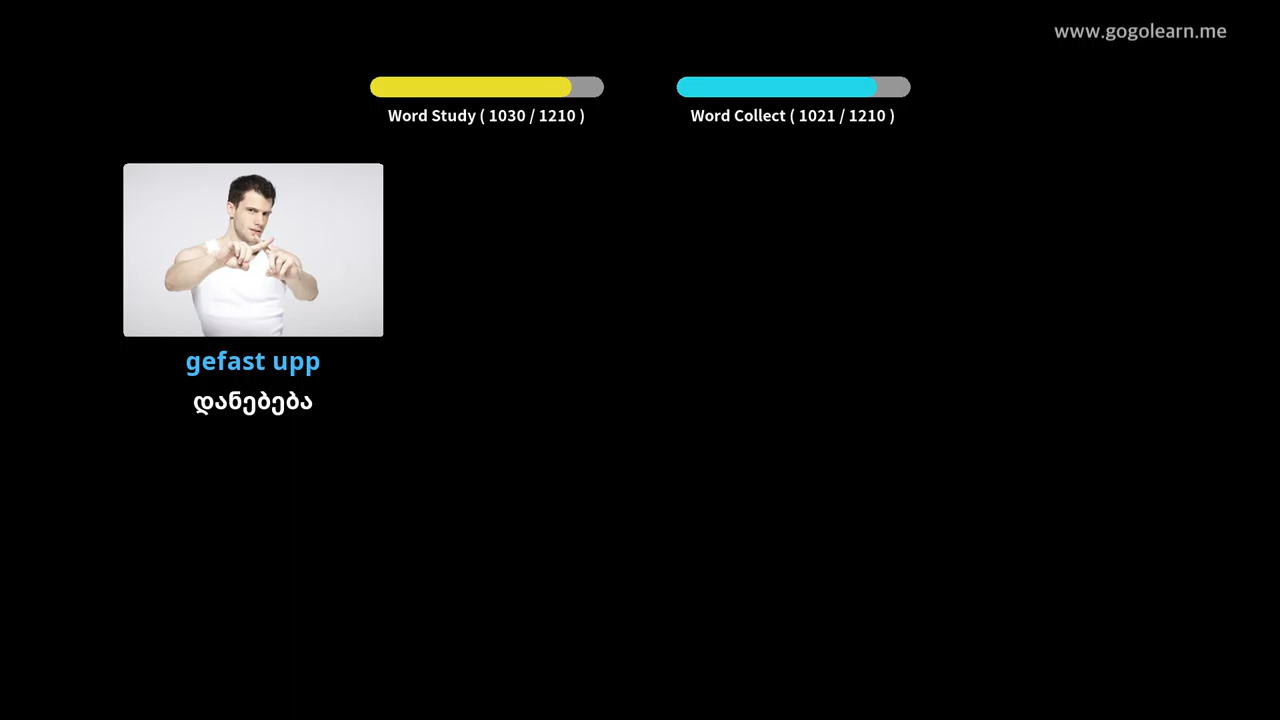 www.gogolearn.me
Word Study ( 1030 / 1210 )
Word Collect ( 1021 / 1210 )
gefast upp
დანებება